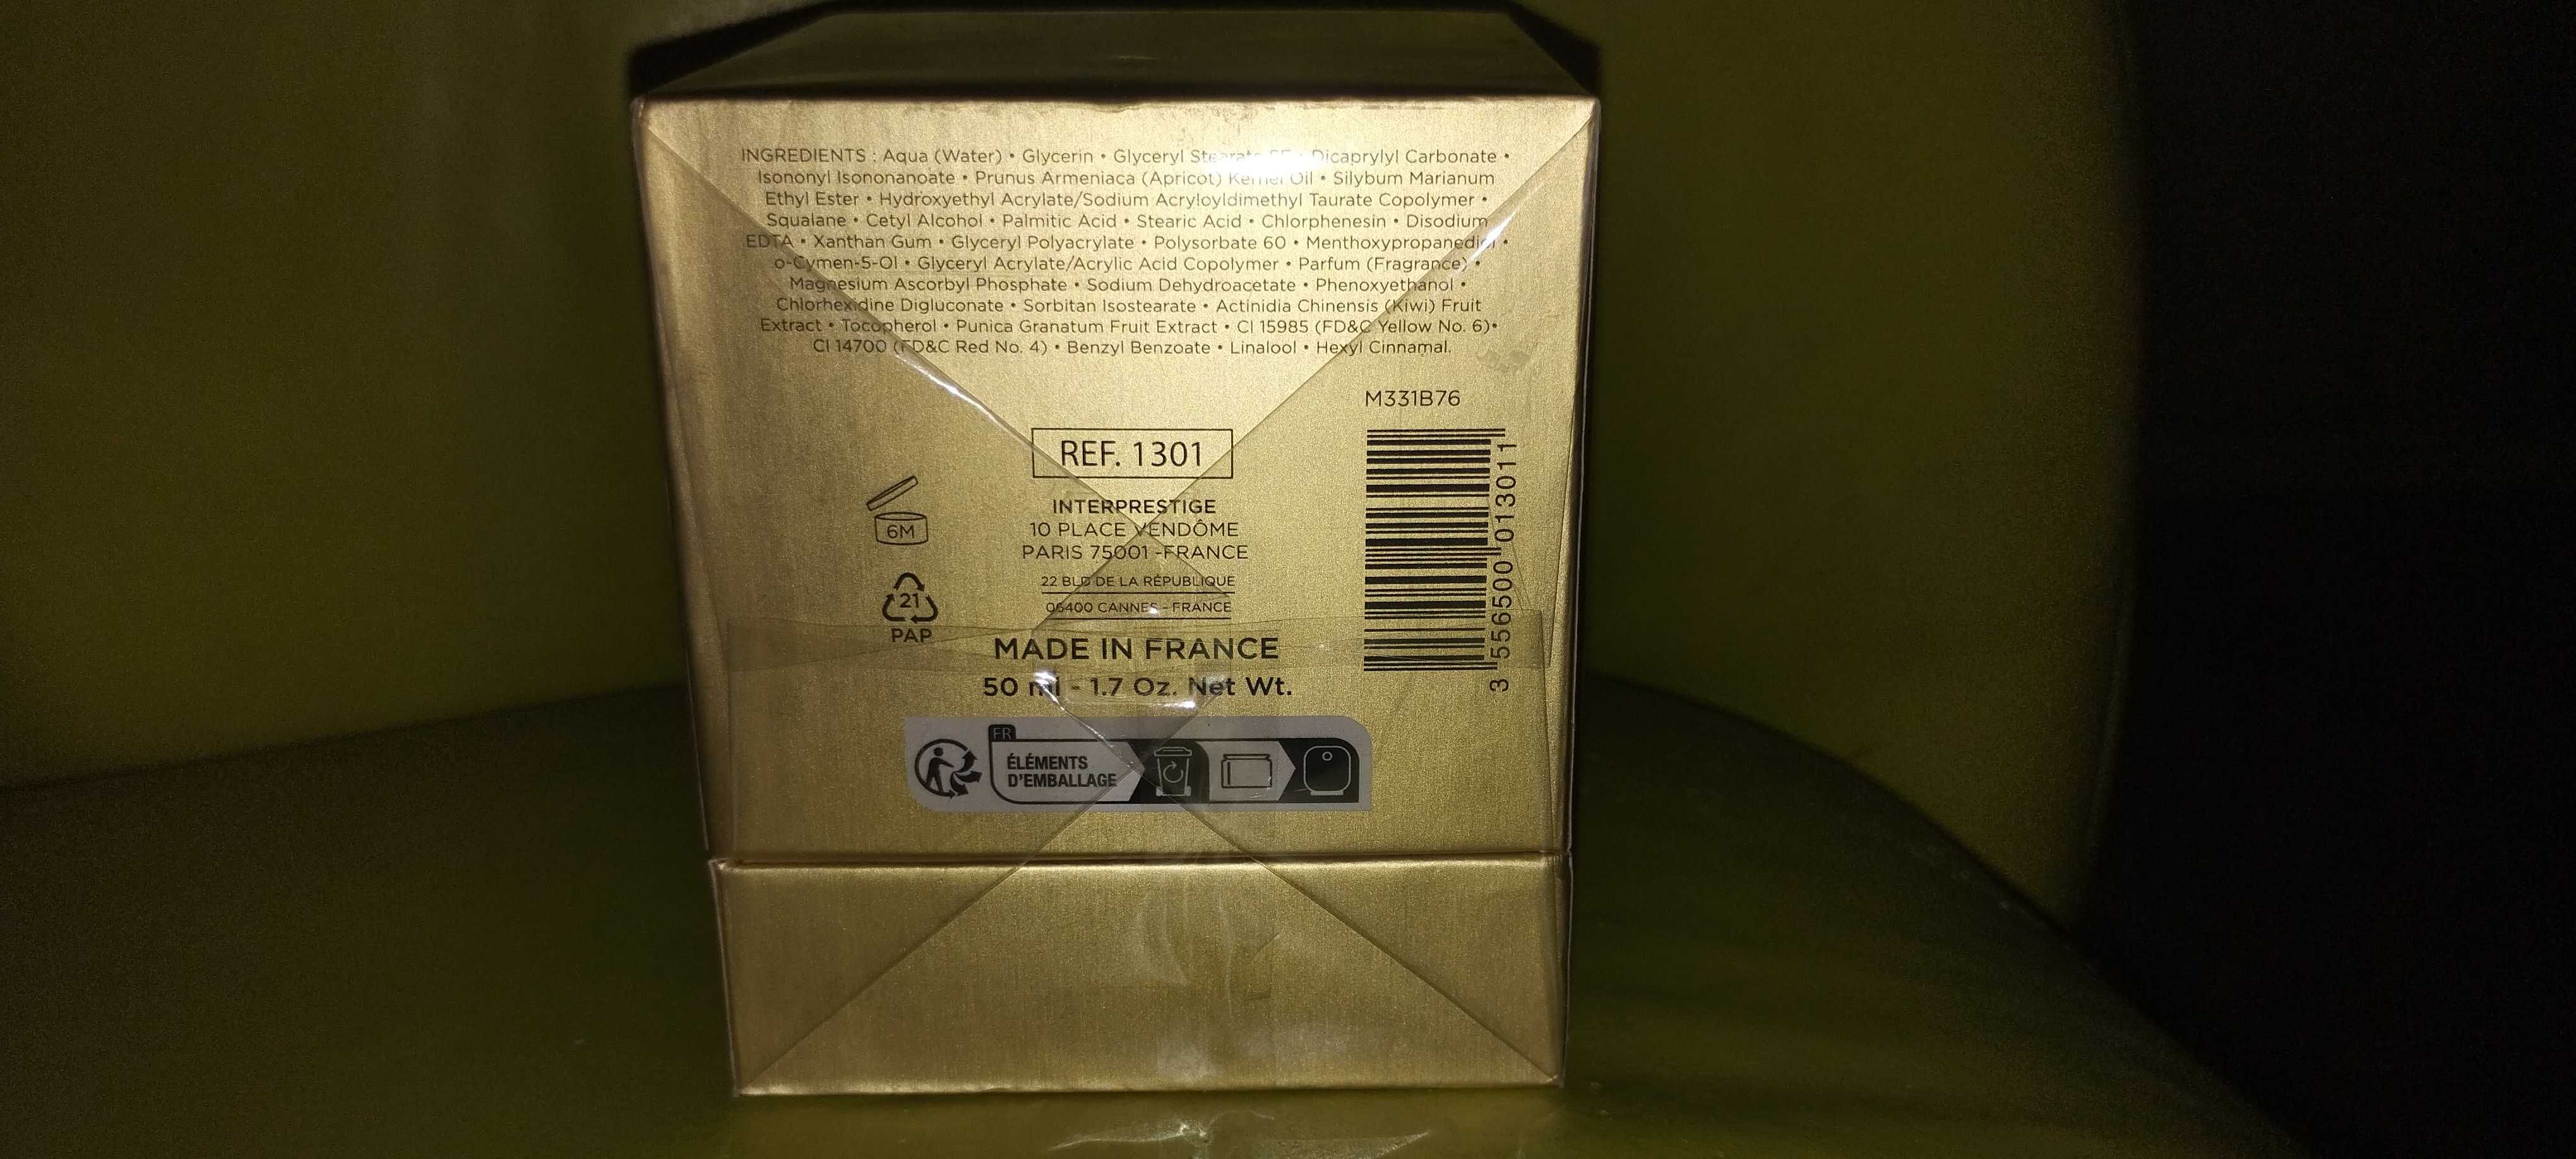 INGREDIENTS : Aqua (Water) • Glycerin • Glyceryl Stearate SE • Dicaprylyl Carbonate •
Isononyl Isononanoate • Prunus Armeniaca (Apricot) Kernel Oil • Silybum Marianum
Ethyl Ester • Hydroxyethyl Acrylate/Sodium Acryloyldimethyl Taurate Copolymer •
Squalane • Cetyl Alcohol • Palmitic Acid • Stearic Acid • Chlorphenesin • Disodium
EDTA • Xanthan Gum • Glyceryl Polyacrylate • Polysorbate 60 • Menthoxypropanediol •
o-Cymen-5-Ol • Glyceryl Acrylate/Acrylic Acid Copolymer • Parfum (Fragrance) •
Magnesium Ascorbyl Phosphate • Sodium Dehydroacetate • Phenoxyethanol •
Chlorhexidine Digluconate • Sorbitan Isostearate • Actinidia Chinensis (Kiwi) Fruit
Extract • Tocopherol • Punica Granatum Fruit Extract • CI 15985 (FD&C Yellow No. 6)•
CI 14700 (FD&C Red No. 4) • Benzyl Benzoate • Linalool • Hexyl Cinnamal.
M331B76
REF. 1301
6M
INTERPRESTIGE
10 PLACE VENDÔME
PARIS 75001 -FRANCE
22 BLD DE LA RÉPUBLIQUE
06400 CANNES - FRANCE
21
PAP
3 556500 013011
MADE IN FRANCE
50 ml - 1.7 Oz. Net Wt.
FR
ÉLÉMENTS
D'EMBALLAGE